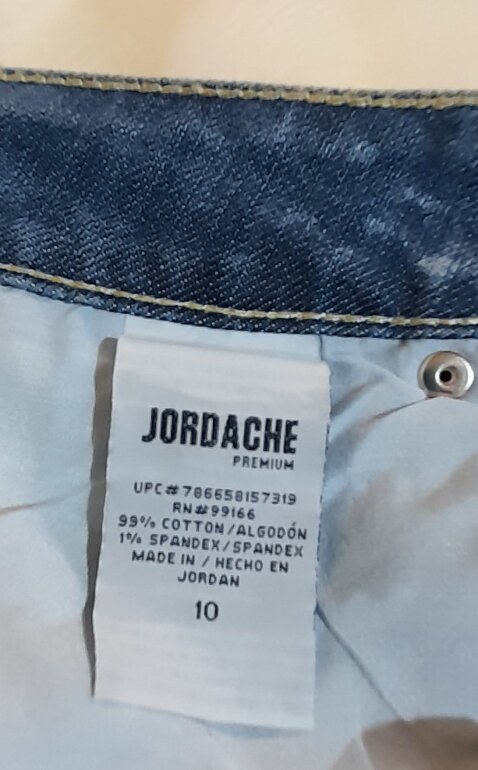 JORDACHE
PREMIUM
UPC#786658157319
RN#99166
99% COTTON/ALGODÓN
1% SPANDEX/SPANDEX
MADE IN / HECHO EN
JORDAN
10